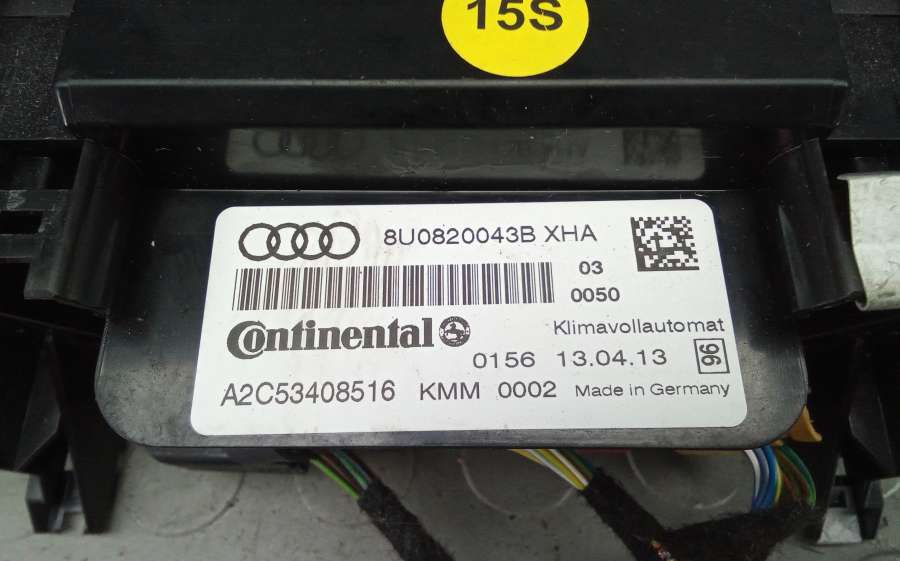 15S
8U0820043B XHA
03
0050
Continental
Klimavollautomat
0156 13.04.13 96
A2C53408516 KMM 0002 Made in Germany